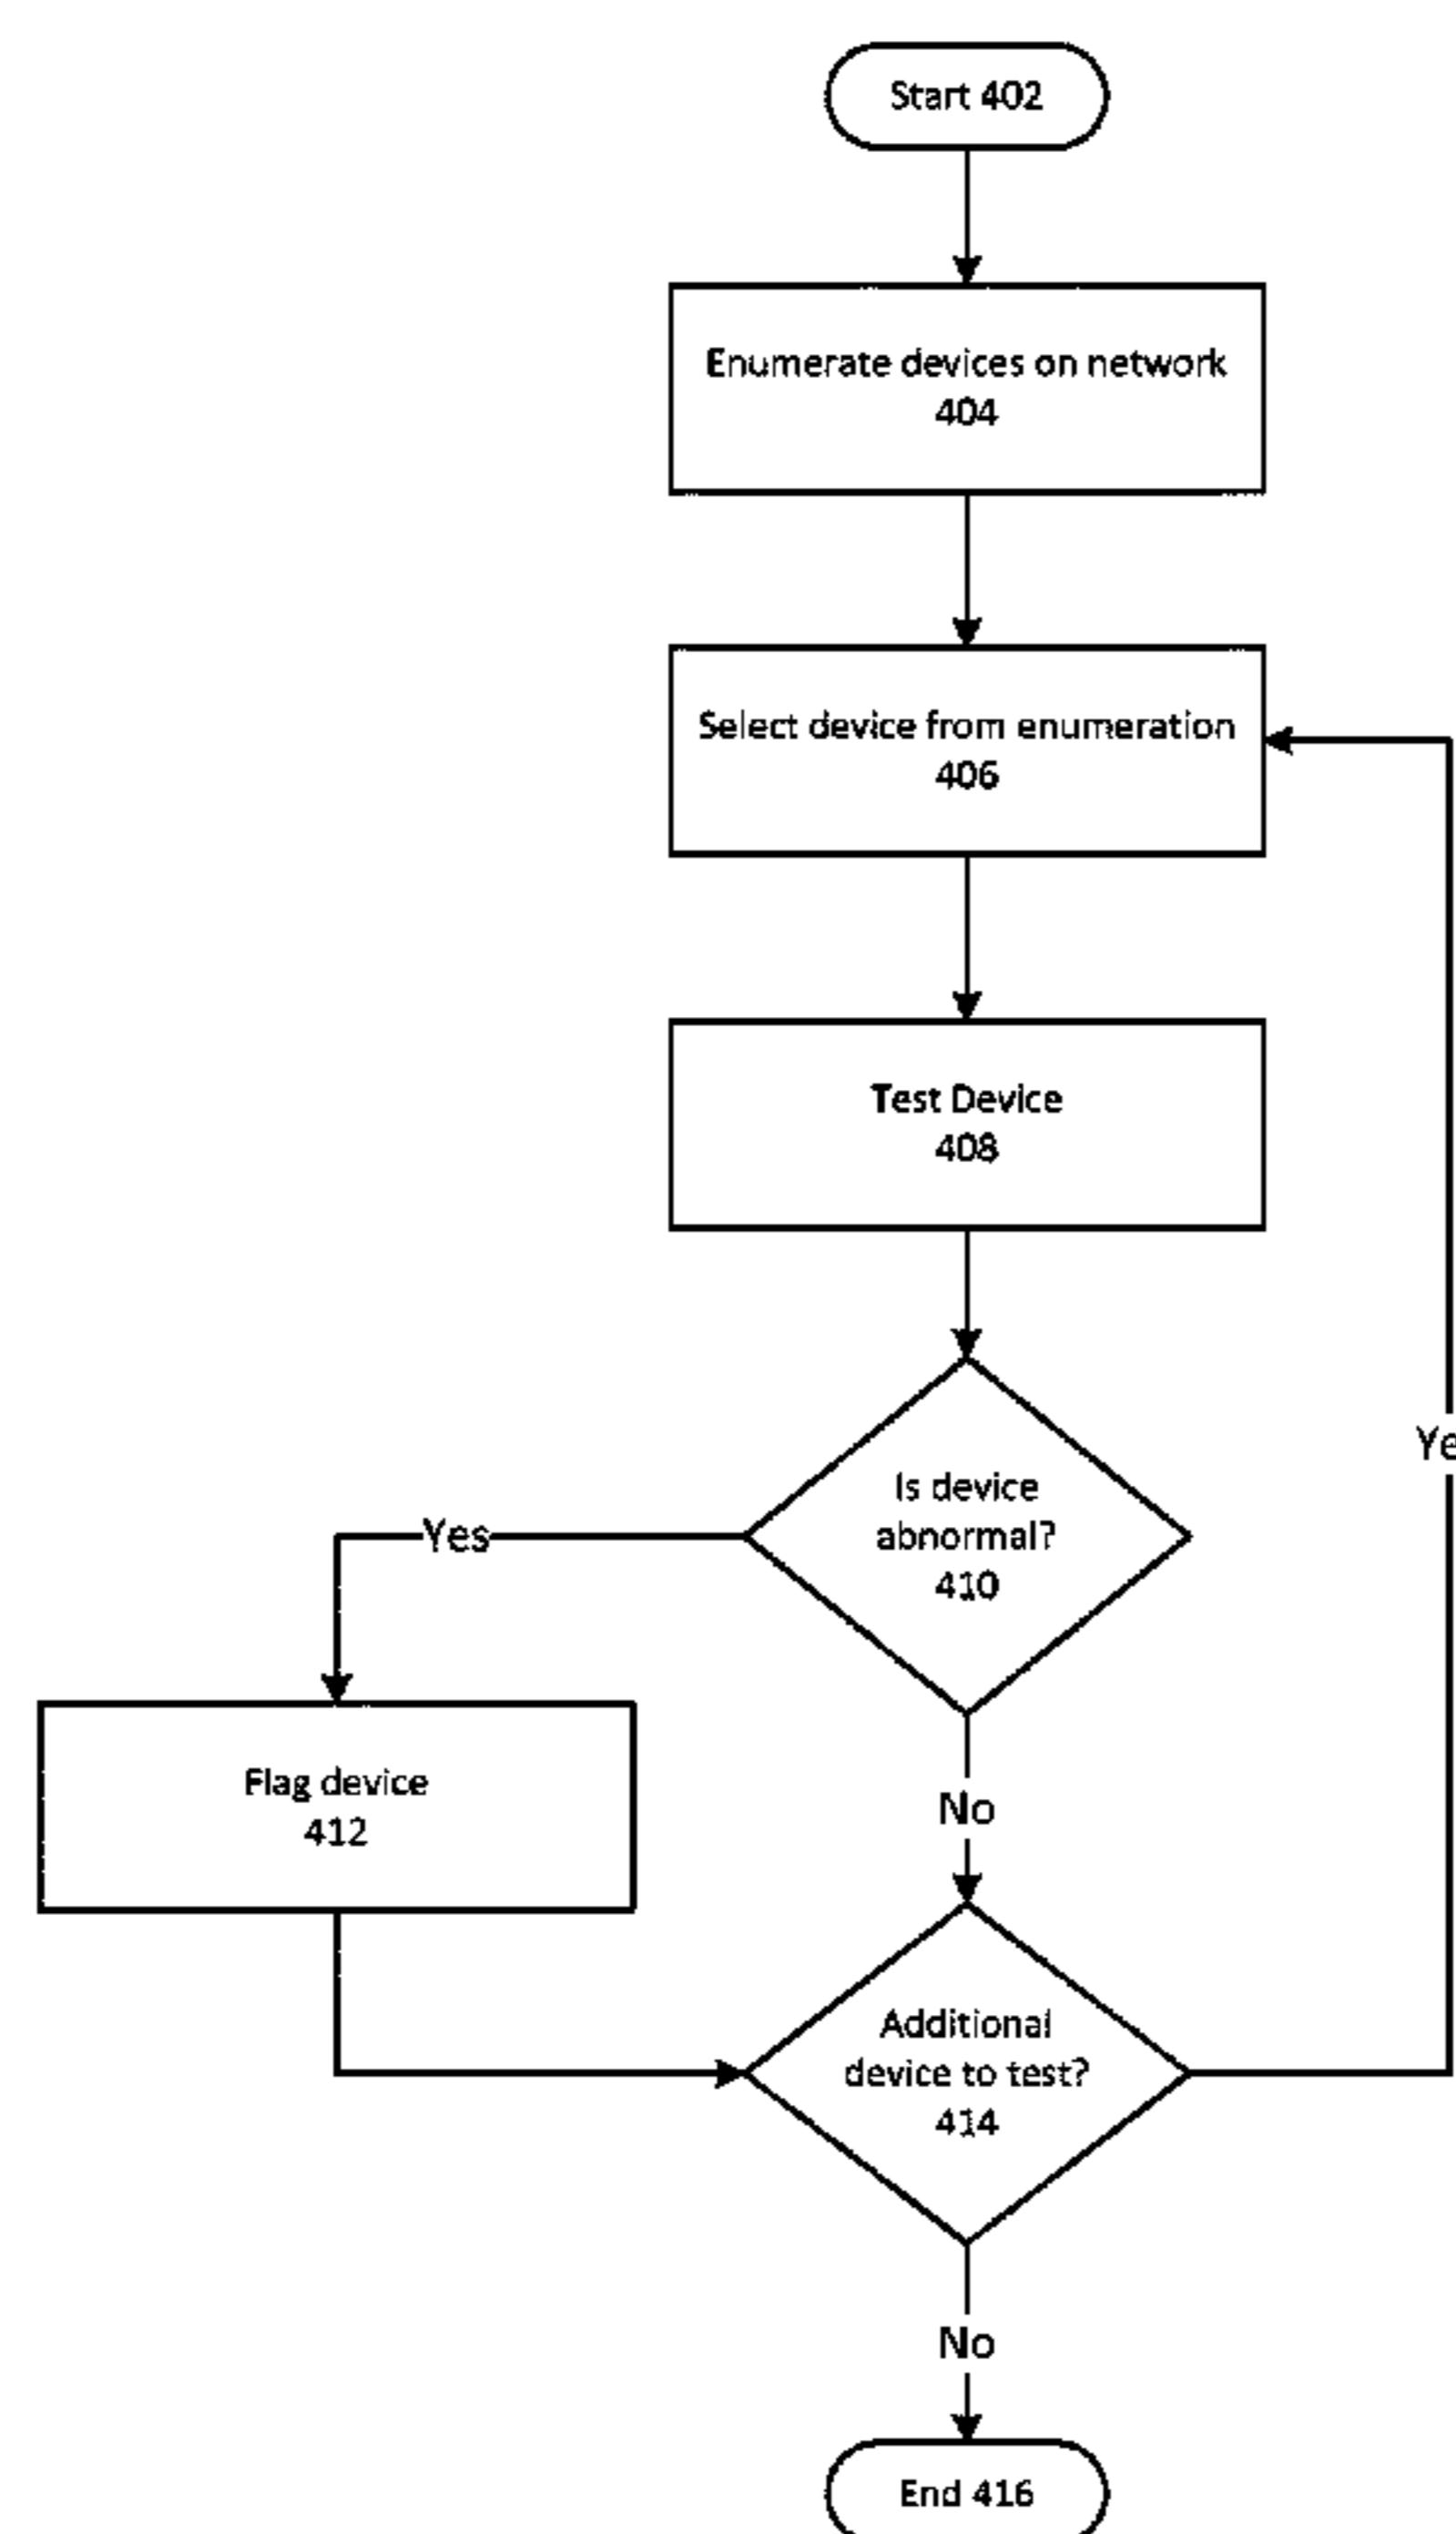 Start 402
Enumerate devices on network
404
Select device from enumeration
406
Test Device
408
Is device
abnormal?
410
Yes
Ye
Flag device
412
No
Additional
device to test?
414
No
End 416